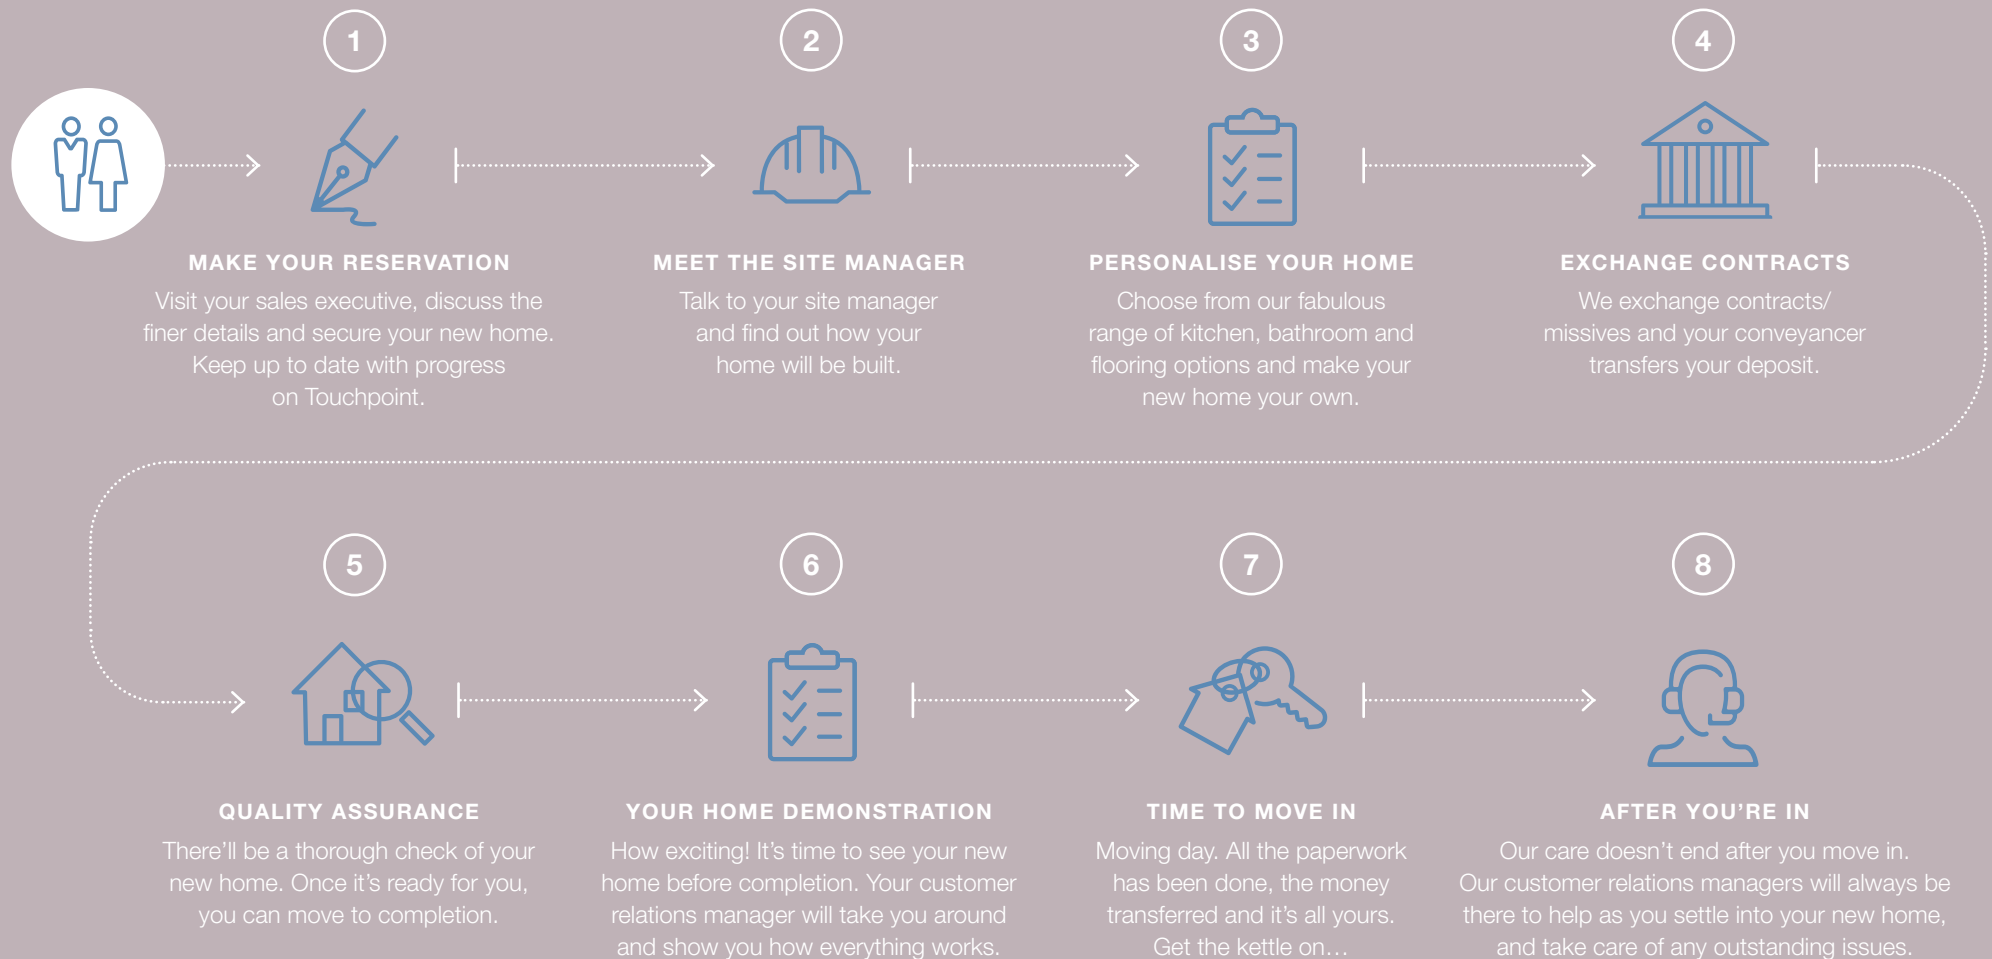 1
MAKE YOUR RESERVATION
Visit your sales executive, discuss the
finer details and secure your new home.
Keep up to date with progress
on Touchpoint.
2
MEET THE SITE MANAGER
Talk to your site manager
and find out how your
home will be built.
3
PERSONALISE YOUR HOME
Choose from our fabulous
range of kitchen, bathroom and
flooring options and make your
new home your own.
4
EXCHANGE CONTRACTS
We exchange contracts/
missives and your conveyancer
transfers your deposit.
5
QUALITY ASSURANCE
There’ll be a thorough check of your
new home. Once it’s ready for you,
you can move to completion.
6
YOUR HOME DEMONSTRATION
How exciting! It’s time to see your new
home before completion. Your customer
relations manager will take you around
and show you how everything works.
7
TIME TO MOVE IN
Moving day. All the paperwork
has been done, the money
transferred and it’s all yours.
Get the kettle on…
8
AFTER YOU’RE IN
Our care doesn’t end after you move in.
Our customer relations managers will always be
there to help as you settle into your new home,
and take care of any outstanding issues.